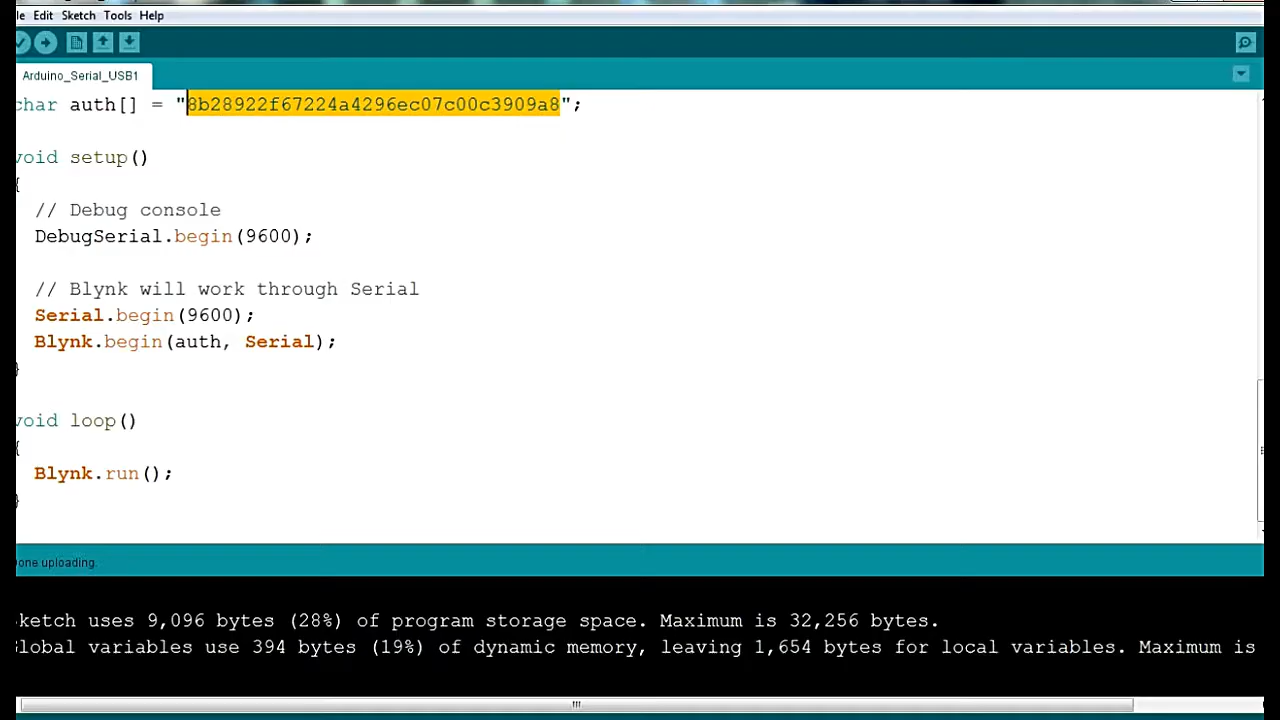 le Edit Sketch Tools Help
Arduino_Serial_USB1
char auth[] = "8b28922f67224a4296ec07c00c3909a8";
void setup()
{
// Debug console
DebugSerial.begin(9600);
// Blynk will work through Serial
Serial.begin(9600);
Blynk.begin(auth, Serial);
}
void loop()
{
Blynk.run();
}
one uploading.
ketch uses 9,096 bytes (28%) of program storage space. Maximum is 32,256 bytes.
Global variables use 394 bytes (19%) of dynamic memory, leaving 1,654 bytes for local variables. Maximum is